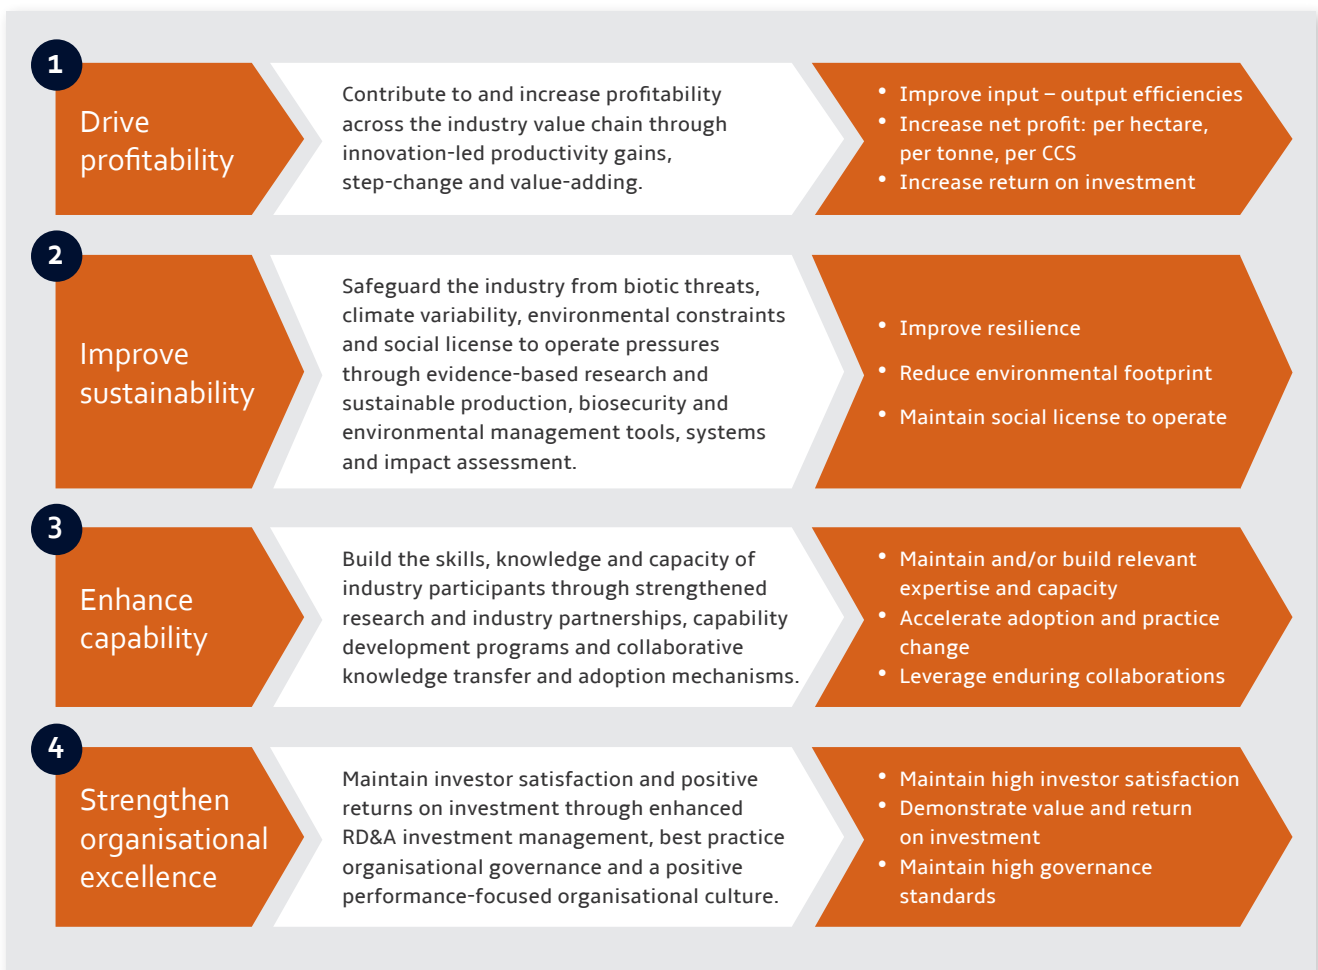 1
Drive
profitability
Contribute to and increase profitability
across the industry value chain through
innovation-led productivity gains,
step-change and value-adding.
• Improve input – output efficiencies
• Increase net profit: per hectare,
per tonne, per CCS
• Increase return on investment
2
Improve
sustainability
Safeguard the industry from biotic threats,
climate variability, environmental constraints
and social license to operate pressures
through evidence-based research and
sustainable production, biosecurity and
environmental management tools, systems
and impact assessment.
• Improve resilience
• Reduce environmental footprint
• Maintain social license to operate
3
Enhance
capability
Build the skills, knowledge and capacity of
industry participants through strengthened
research and industry partnerships, capability
development programs and collaborative
knowledge transfer and adoption mechanisms.
• Maintain and/or build relevant
expertise and capacity
• Accelerate adoption and practice
change
• Leverage enduring collaborations
4
Strengthen
organisational
excellence
Maintain investor satisfaction and positive
returns on investment through enhanced
RD&A investment management, best practice
organisational governance and a positive
performance-focused organisational culture.
• Maintain high investor satisfaction
• Demonstrate value and return
on investment
• Maintain high governance
standards